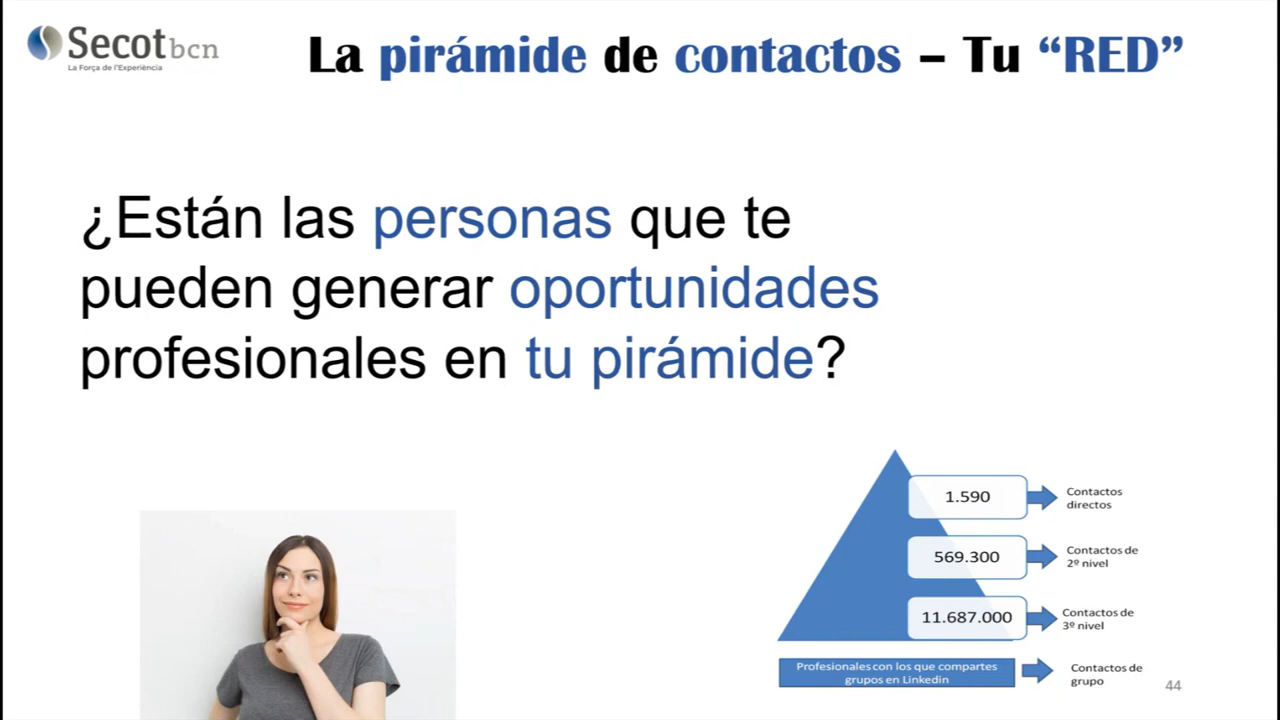 Secotbcn
La Força de l'Experiència
La pirámide de contactos – Tu “RED”
¿Están las personas que te
pueden generar oportunidades
profesionales en tu pirámide?
1.590
Contactos
directos
569.300
Contactos de
2º nivel
11.687.000
Contactos de
3º nivel
Profesionales con los que compartes
grupos en Linkedin
Contactos de
grupo
44